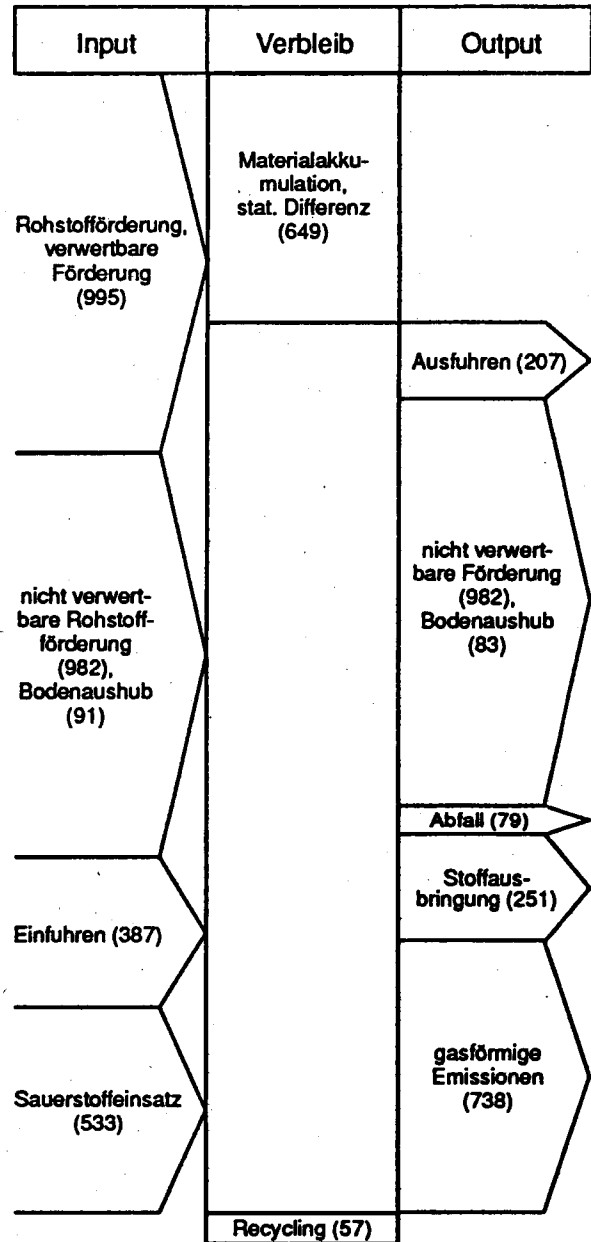 Input
Verbleib
Output
Rohstofförderung,
verwertbare
Förderung
(995)
nicht verwert-
bare Rohstoff-
förderung
(982),
Bodenaushub
(91)
Einfuhren (387)
Sauerstoffeinsatz
(533)
Materialakku-
mulation,
stat. Differenz
(649)
Recycling (57)
Ausfuhren (207)
nicht verwert-
bare Förderung
(982),
Bodenaushub
(83)
Abfall (79)
Stoffaus-
bringung (251)
gasförmige
Emissionen
(738)